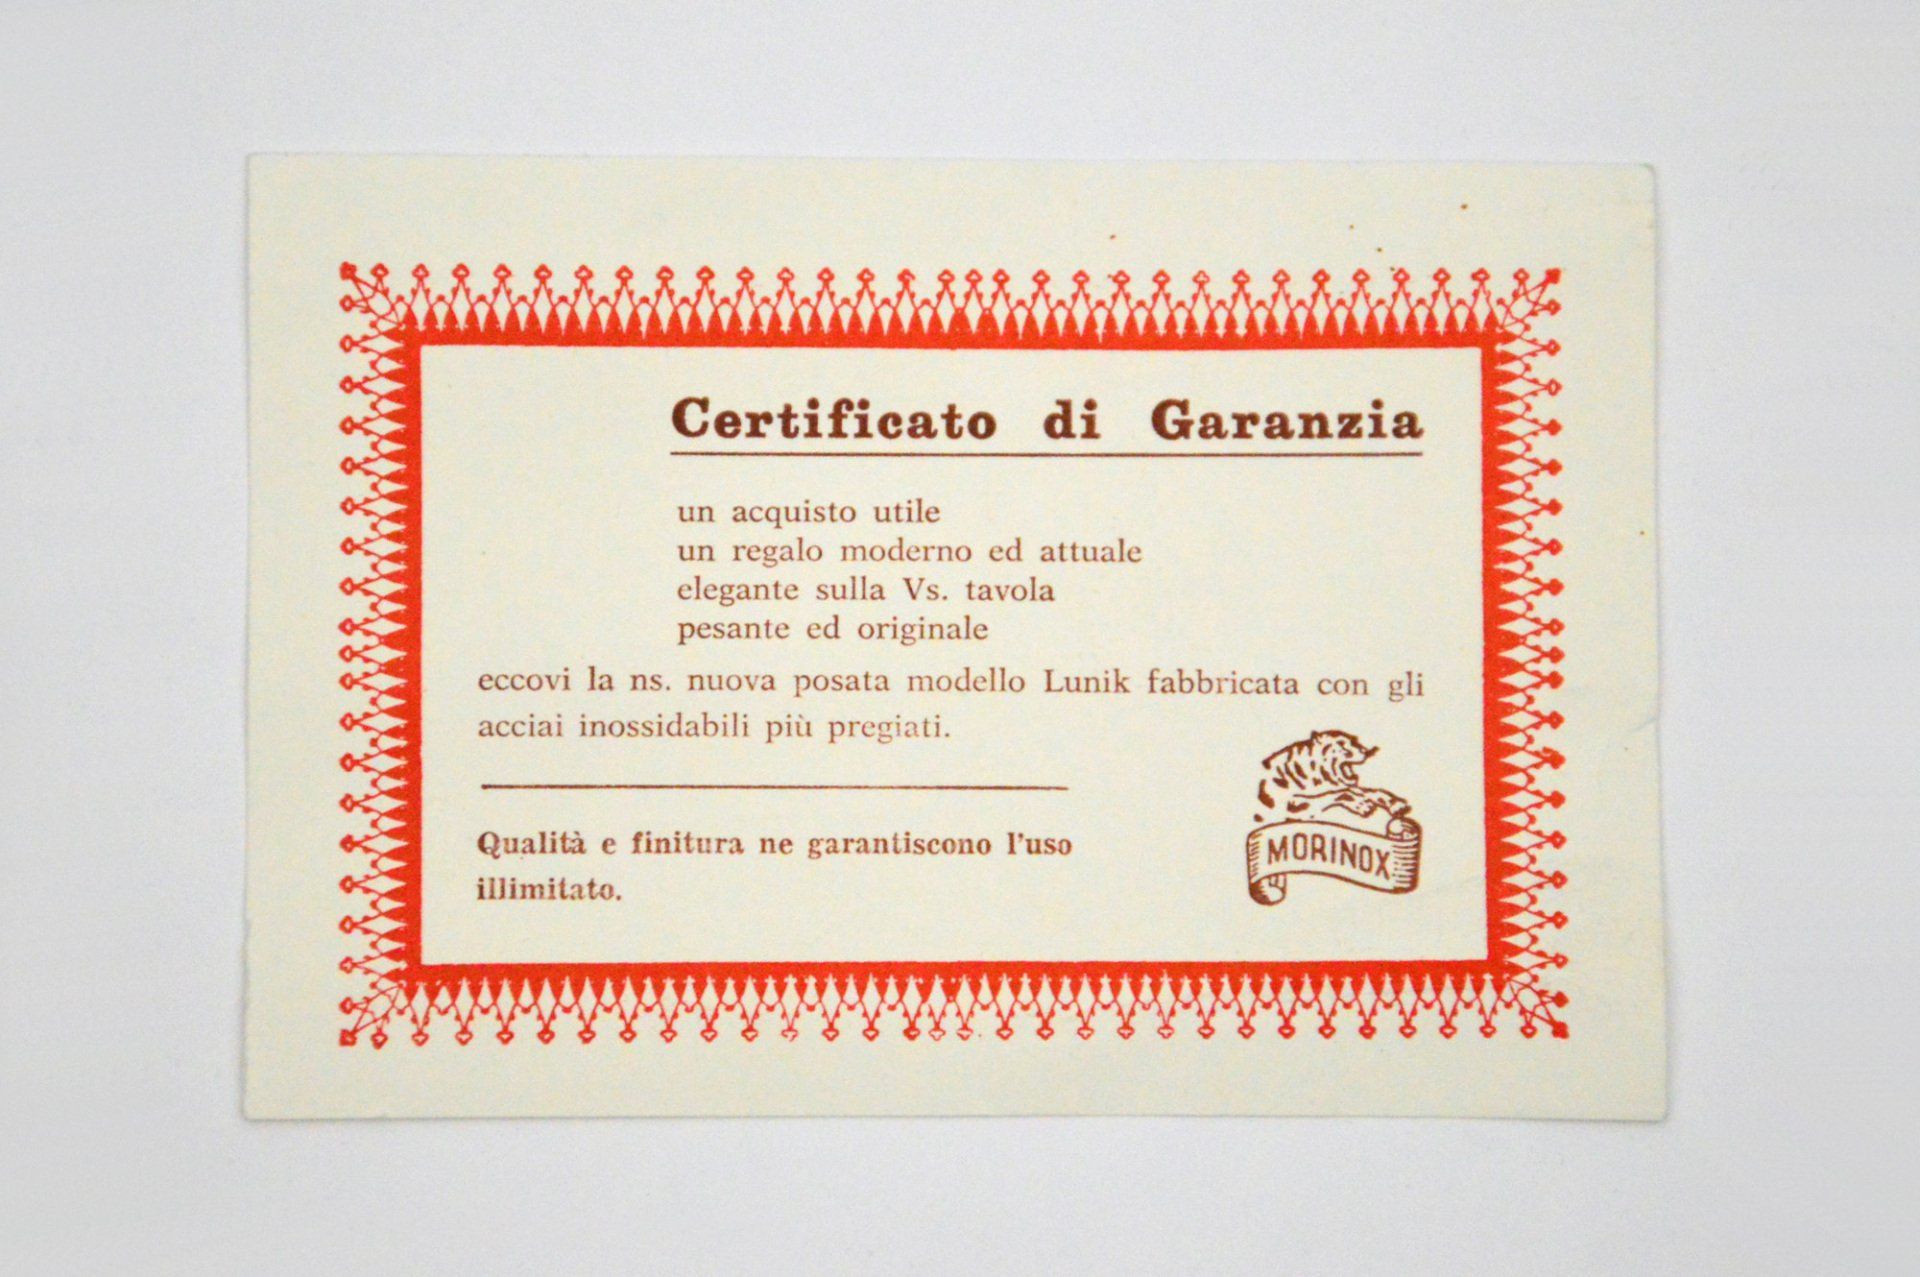 Certificato di Garanzia
un acquisto utile
un regalo moderno ed attuale
elegante sulla Vs. tavola
pesante ed originale
eccovi la ns. nuova posata modello Lunik fabbricata con gli
acciai inossidabili più pregiati.
Qualità e finitura ne garantiscono l'uso
illimitato.
MORINOX